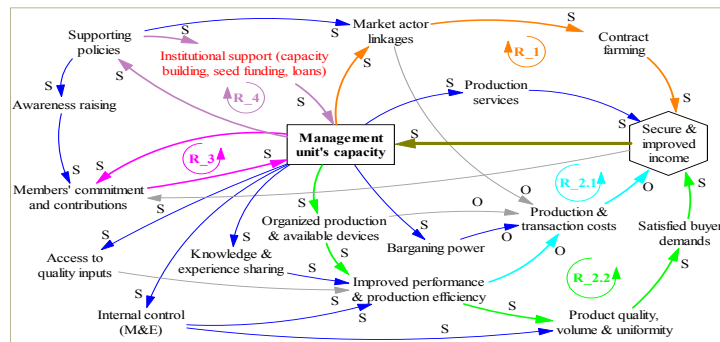 Supporting
policies
S
S
Institutional support (capacity
building, seed funding, loans)
R_4
S
S
Market actor
linkages
S
S
R_1
Contract
farming
S
Awareness raising
S
S
Production
services
S
S
Management
unit's capacity
S
Secure &
improved
income
R_3
S
S
S
Members' commitment
and contributions
S
S
Organized production
& available devices
O
O
R_2.1
O
Production &
transaction costs
S
Satisfied buyer
demands
S
Access to
quality inputs
S
Knowledge &
experience sharing
S
Barganing power
O
O
S
S
S
Improved performance
& production efficiency
R_2.2
S
S
Internal control
(M&E)
S
S
Product quality,
volume & uniformity
S